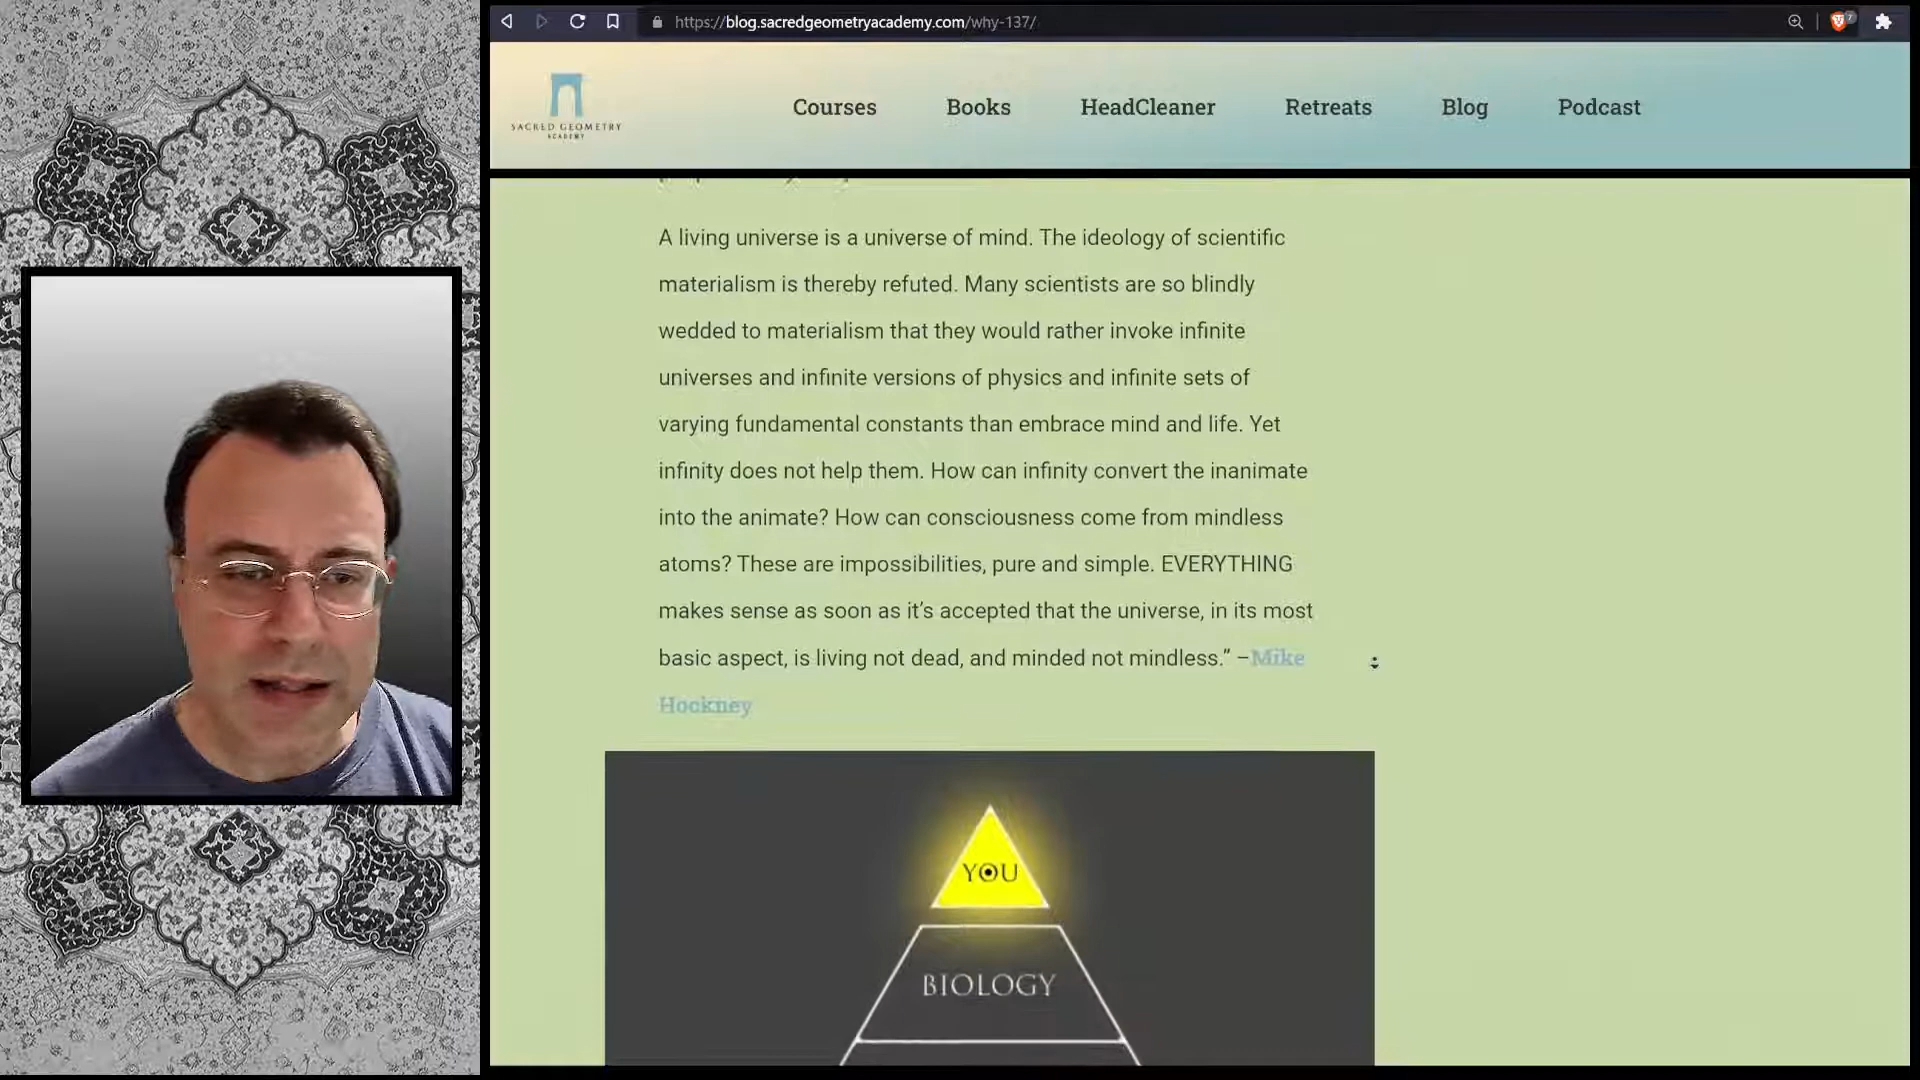 https://blog.sacredgeometryacademy.com/why-137/
7
SACRED GEOMETRY
ACADEMY
Courses
Books
HeadCleaner
Retreats
Blog
Podcast
A living universe is a universe of mind. The ideology of scientific
materialism is thereby refuted. Many scientists are so blindly
wedded to materialism that they would rather invoke infinite
universes and infinite versions of physics and infinite sets of
varying fundamental constants than embrace mind and life. Yet
infinity does not help them. How can infinity convert the inanimate
into the animate? How can consciousness come from mindless
atoms? These are impossibilities, pure and simple. EVERYTHING
makes sense as soon as it’s accepted that the universe, in its most
basic aspect, is living not dead, and minded not mindless.” –Mike
Hockney
YOU
BIOLOGY